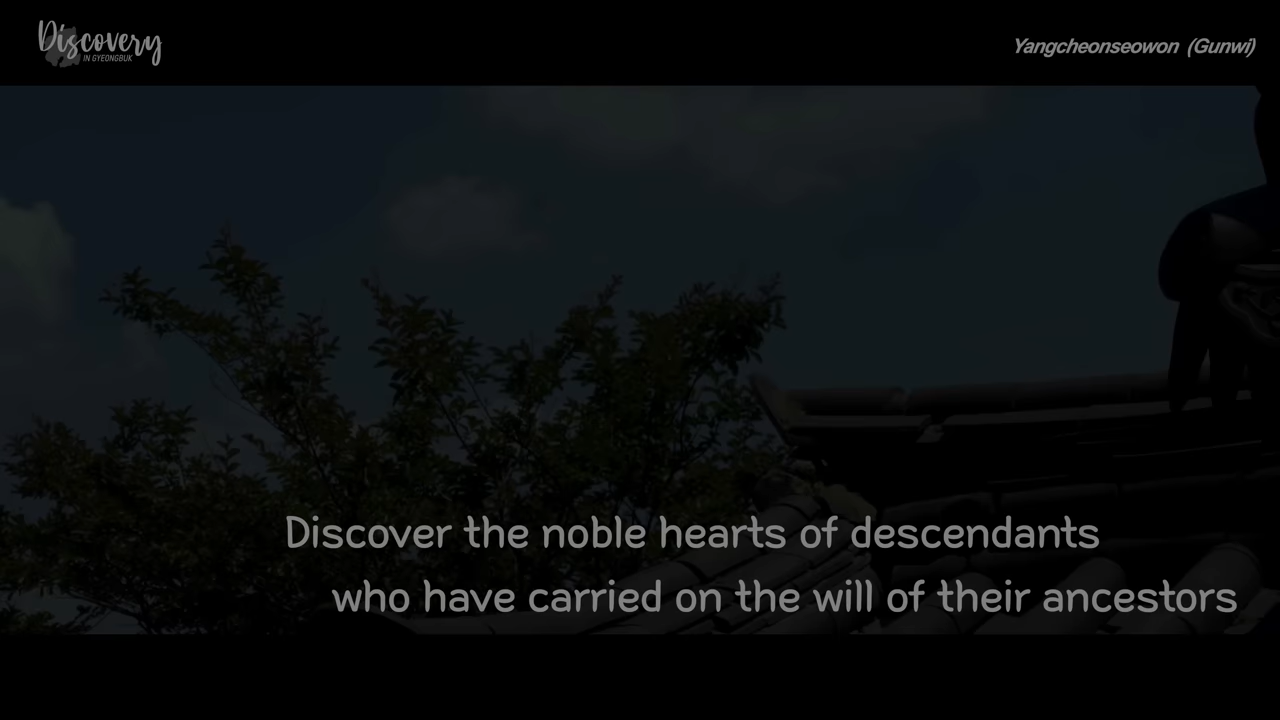 Discovery
IN GYEONGBUK
Yangcheonseowon (Gunwi)
Discover the noble hearts of descendants
who have carried on the will of their ancestors